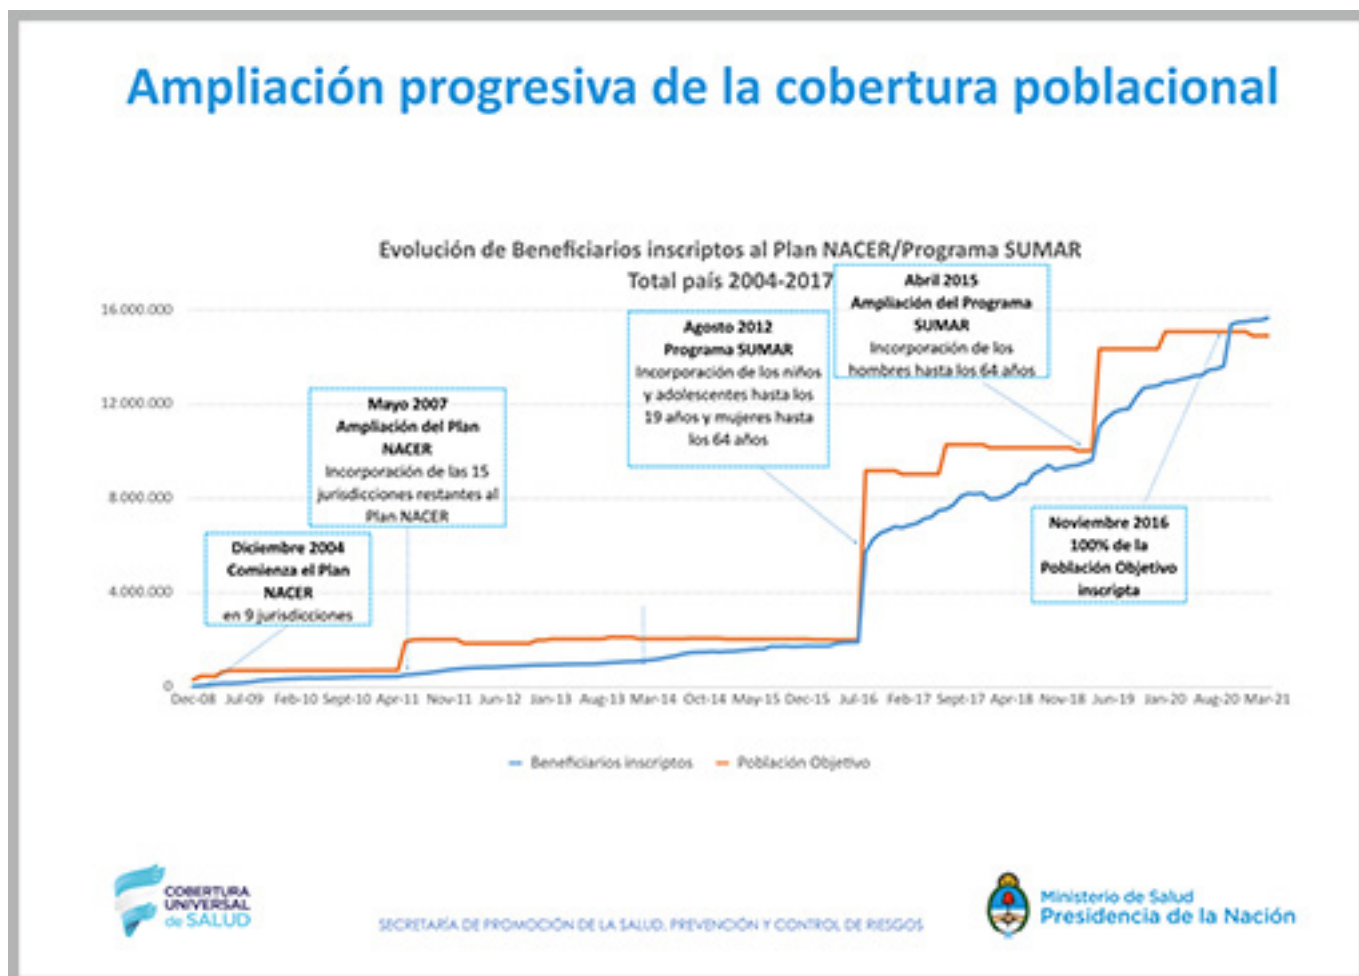 Ampliación progresiva de la cobertura poblacional
Evolución de Beneficiarios inscriptos al Plan NACER/Programa SUMAR
Total país 2004-2017
Abril 2015
Ampliación del Programa
SUMAR
Incorporación de los
hombres hasta los 64 años
Agosto 2012
Programa SUMAR
Incorporación de los niños
y adolescentes hasta los
19 años y mujeres hasta
los 64 años
Mayo 2007
Ampliación del Plan
NACER
Incorporación de las 15
jurisdicciones restantes al
Plan NACER
Diciembre 2004
Comienza el Plan
NACER
en 9 jurisdicciones
Noviembre 2016
100% de la
Población Objetivo
inscripta
16.000.000
12.000.000
8.000.000
4.000.000
0
Dec-08 Jul-09 Feb-10 Sept-10 Apr-11 Nov-11 Jun-12 Jan-13 Aug-13 Mar-14 Oct-14 May-15 Dec-15 Jul-16 Feb-17 Sept-17 Apr-18 Nov-18 Jun-19 Jan-20 Aug-20 Mar-21
Beneficiarios inscriptos Población Objetivo
COBERTURA
UNIVERSAL
de SALUD
SECRETARÍA DE PROMOCIÓN DE LA SALUD, PREVENCIÓN Y CONTROL DE RIESGOS
Ministerio de Salud
Presidencia de la Nación